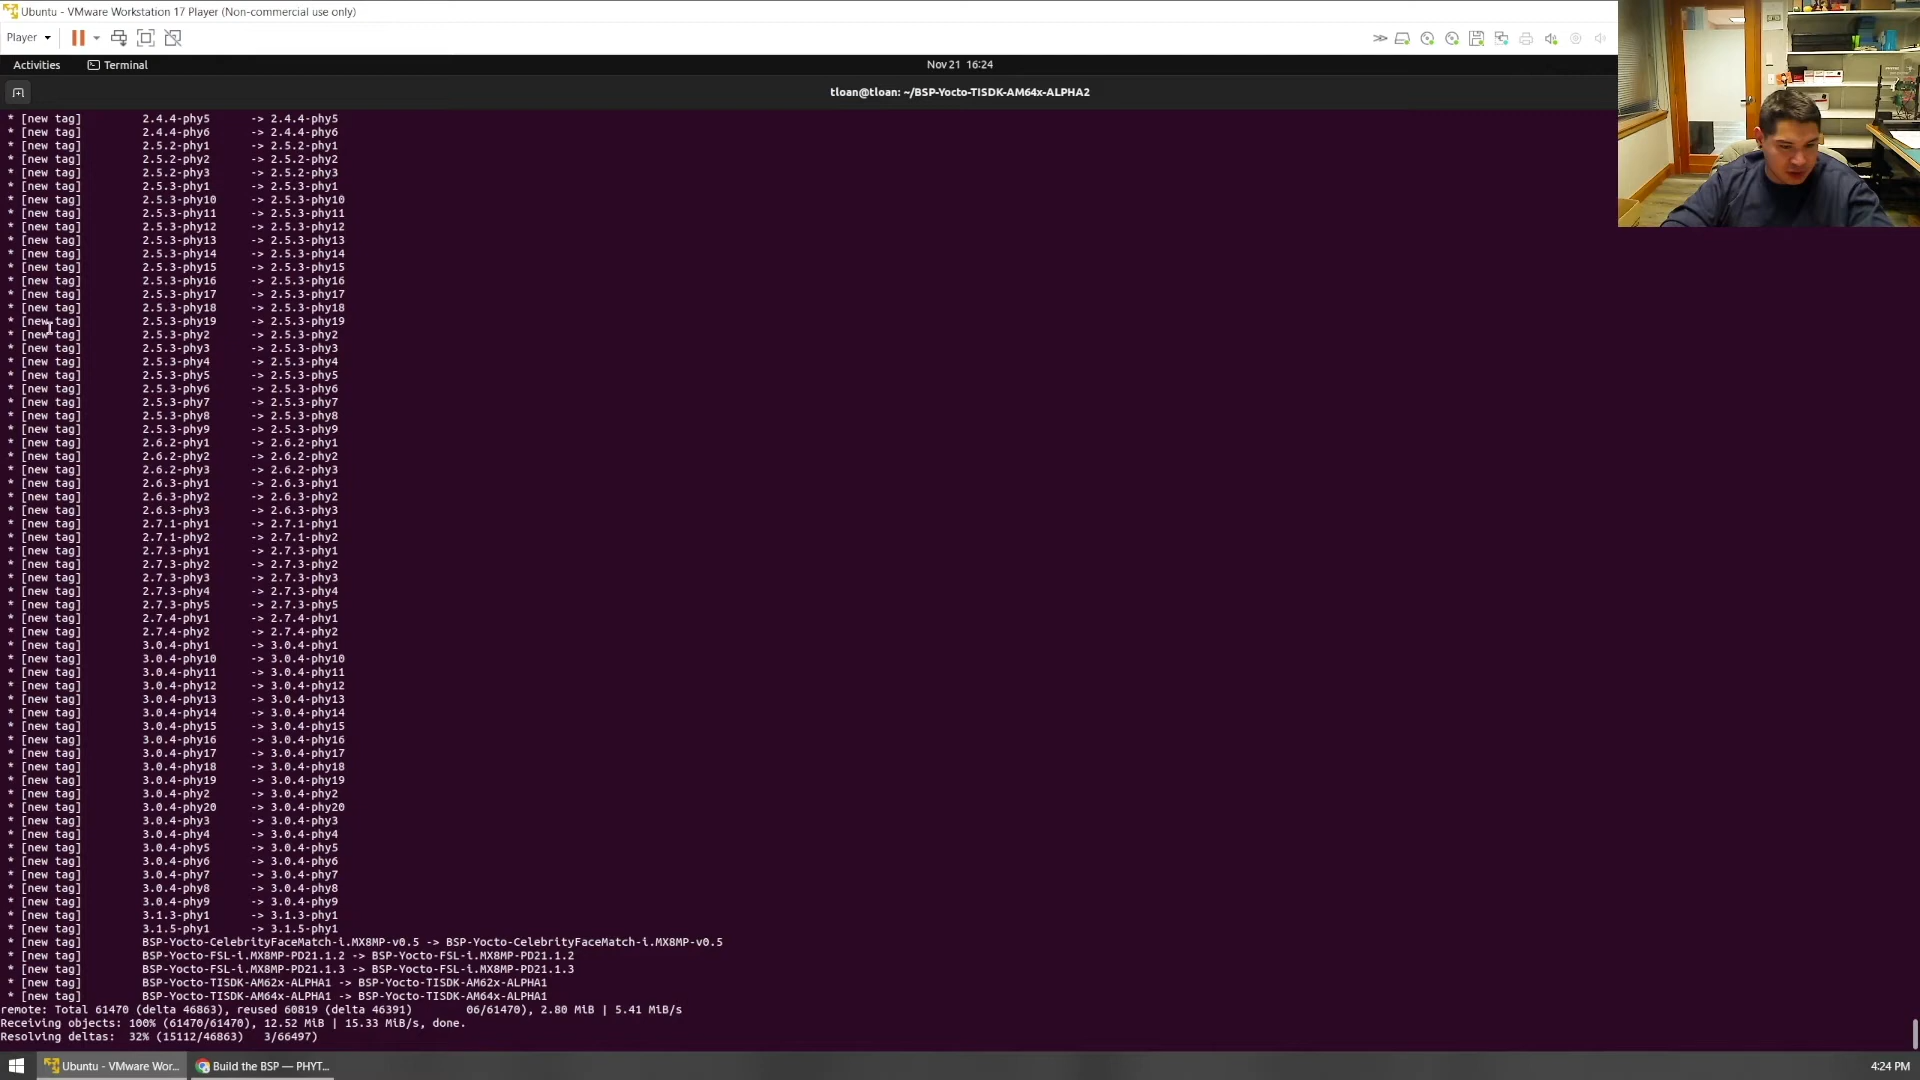 Ubuntu - VMware Workstation 17 Player (Non-commercial use only)
Player
Activities
Terminal
Nov 21 16:24
tloan@tloan: ~/BSP-Yocto-TISDK-AM64x-ALPHA2
* [new tag] 2.4.4-phy5 -> 2.4.4-phy5
* [new tag] 2.4.4-phy6 -> 2.4.4-phy6
* [new tag] 2.5.2-phy1 -> 2.5.2-phy1
* [new tag] 2.5.2-phy2 -> 2.5.2-phy2
* [new tag] 2.5.2-phy3 -> 2.5.2-phy3
* [new tag] 2.5.3-phy1 -> 2.5.3-phy1
* [new tag] 2.5.3-phy10 -> 2.5.3-phy10
* [new tag] 2.5.3-phy11 -> 2.5.3-phy11
* [new tag] 2.5.3-phy12 -> 2.5.3-phy12
* [new tag] 2.5.3-phy13 -> 2.5.3-phy13
* [new tag] 2.5.3-phy14 -> 2.5.3-phy14
* [new tag] 2.5.3-phy15 -> 2.5.3-phy15
* [new tag] 2.5.3-phy16 -> 2.5.3-phy16
* [new tag] 2.5.3-phy17 -> 2.5.3-phy17
* [new tag] 2.5.3-phy18 -> 2.5.3-phy18
* [new tag] 2.5.3-phy19 -> 2.5.3-phy19
* [new tag] 2.5.3-phy2 -> 2.5.3-phy2
* [new tag] 2.5.3-phy3 -> 2.5.3-phy3
* [new tag] 2.5.3-phy4 -> 2.5.3-phy4
* [new tag] 2.5.3-phy5 -> 2.5.3-phy5
* [new tag] 2.5.3-phy6 -> 2.5.3-phy6
* [new tag] 2.5.3-phy7 -> 2.5.3-phy7
* [new tag] 2.5.3-phy8 -> 2.5.3-phy8
* [new tag] 2.5.3-phy9 -> 2.5.3-phy9
* [new tag] 2.6.2-phy1 -> 2.6.2-phy1
* [new tag] 2.6.2-phy2 -> 2.6.2-phy2
* [new tag] 2.6.2-phy3 -> 2.6.2-phy3
* [new tag] 2.6.3-phy1 -> 2.6.3-phy1
* [new tag] 2.6.3-phy2 -> 2.6.3-phy2
* [new tag] 2.6.3-phy3 -> 2.6.3-phy3
* [new tag] 2.7.1-phy1 -> 2.7.1-phy1
* [new tag] 2.7.1-phy2 -> 2.7.1-phy2
* [new tag] 2.7.3-phy1 -> 2.7.3-phy1
* [new tag] 2.7.3-phy2 -> 2.7.3-phy2
* [new tag] 2.7.3-phy3 -> 2.7.3-phy3
* [new tag] 2.7.3-phy4 -> 2.7.3-phy4
* [new tag] 2.7.3-phy5 -> 2.7.3-phy5
* [new tag] 2.7.4-phy1 -> 2.7.4-phy1
* [new tag] 2.7.4-phy2 -> 2.7.4-phy2
* [new tag] 3.0.4-phy1 -> 3.0.4-phy1
* [new tag] 3.0.4-phy10 -> 3.0.4-phy10
* [new tag] 3.0.4-phy11 -> 3.0.4-phy11
* [new tag] 3.0.4-phy12 -> 3.0.4-phy12
* [new tag] 3.0.4-phy13 -> 3.0.4-phy13
* [new tag] 3.0.4-phy14 -> 3.0.4-phy14
* [new tag] 3.0.4-phy15 -> 3.0.4-phy15
* [new tag] 3.0.4-phy16 -> 3.0.4-phy16
* [new tag] 3.0.4-phy17 -> 3.0.4-phy17
* [new tag] 3.0.4-phy18 -> 3.0.4-phy18
* [new tag] 3.0.4-phy19 -> 3.0.4-phy19
* [new tag] 3.0.4-phy2 -> 3.0.4-phy2
* [new tag] 3.0.4-phy20 -> 3.0.4-phy20
* [new tag] 3.0.4-phy3 -> 3.0.4-phy3
* [new tag] 3.0.4-phy4 -> 3.0.4-phy4
* [new tag] 3.0.4-phy5 -> 3.0.4-phy5
* [new tag] 3.0.4-phy6 -> 3.0.4-phy6
* [new tag] 3.0.4-phy7 -> 3.0.4-phy7
* [new tag] 3.0.4-phy8 -> 3.0.4-phy8
* [new tag] 3.0.4-phy9 -> 3.0.4-phy9
* [new tag] 3.1.3-phy1 -> 3.1.3-phy1
* [new tag] 3.1.5-phy1 -> 3.1.5-phy1
* [new tag] BSP-Yocto-CelebrityFaceMatch-i.MX8MP-v0.5 -> BSP-Yocto-CelebrityFaceMatch-i.MX8MP-v0.5
* [new tag] BSP-Yocto-FSL-i.MX8MP-PD21.1.2 -> BSP-Yocto-FSL-i.MX8MP-PD21.1.2
* [new tag] BSP-Yocto-FSL-i.MX8MP-PD21.1.3 -> BSP-Yocto-FSL-i.MX8MP-PD21.1.3
* [new tag] BSP-Yocto-TISDK-AM62x-ALPHA1 -> BSP-Yocto-TISDK-AM62x-ALPHA1
* [new tag] BSP-Yocto-TISDK-AM64x-ALPHA1 -> BSP-Yocto-TISDK-AM64x-ALPHA1
remote: Total 61470 (delta 46863), reused 60819 (delta 46391) 06/61470), 2.80 MiB | 5.41 MiB/s
Receiving objects: 100% (61470/61470), 12.52 MiB | 15.33 MiB/s, done.
Resolving deltas: 32% (15112/46863) 3/66497)
Ubuntu - VMware Wor...
Build the BSP — PHYT...
4:24 PM